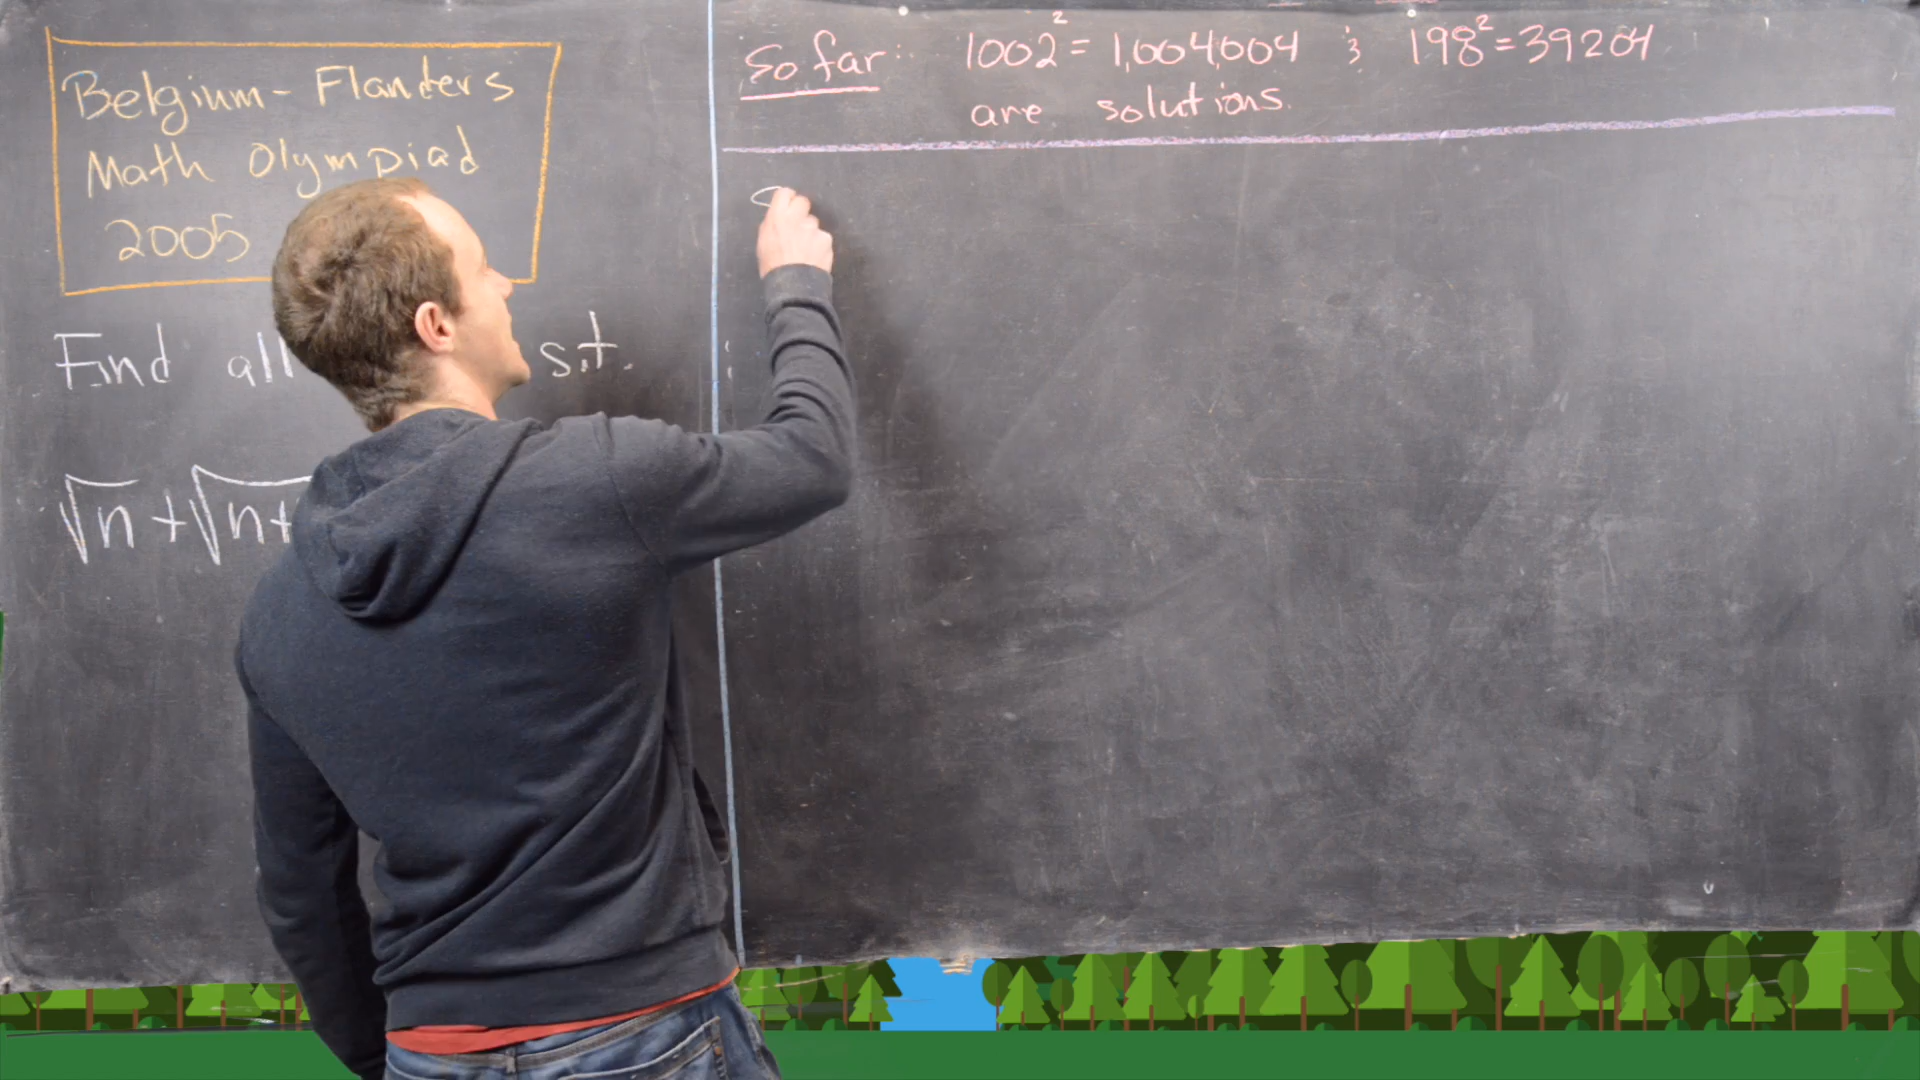 Belgium-Flanders
Math Olympiad
2005
Find all s.t.
√n + √n+
So far: 1002² = 1,004,004 & 198² = 39204
are solutions.